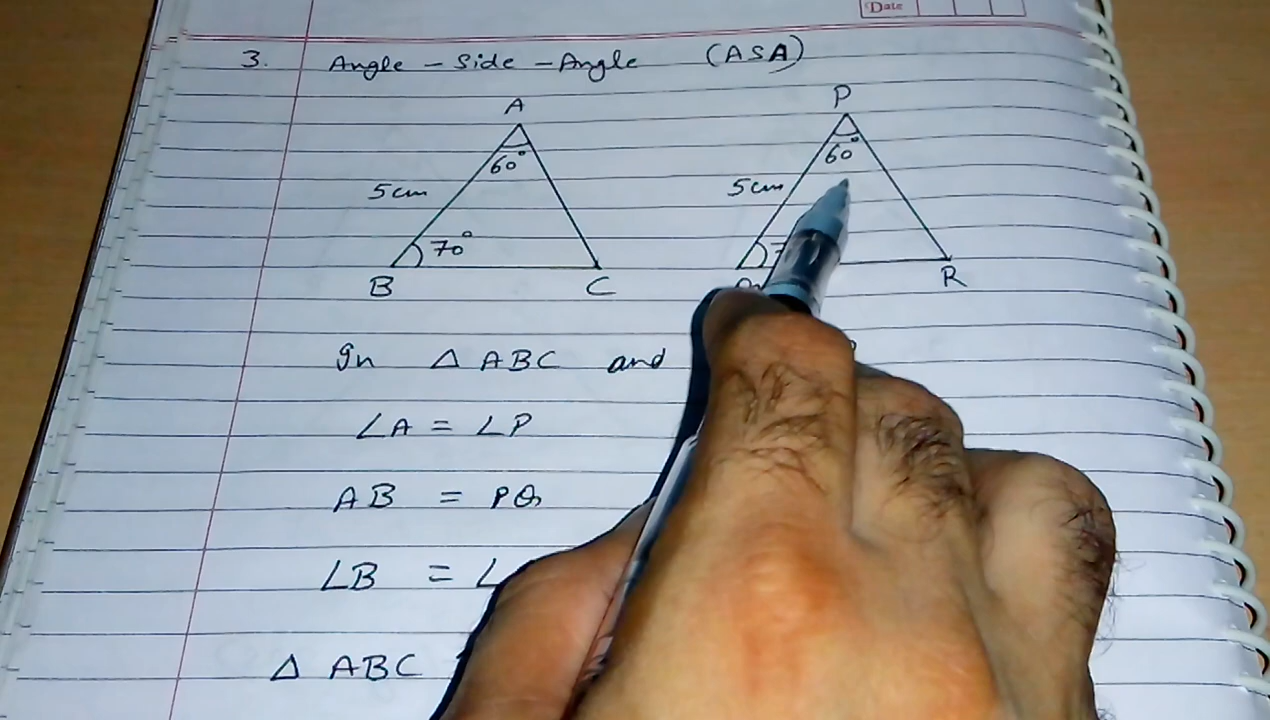 Date
3. Angle - Side - Angle (ASA)
A P
60° 60°
5cm 5cm
70°
B C R
In △ ABC and
∠A = ∠P
AB = PQ
∠B = ∠
△ ABC